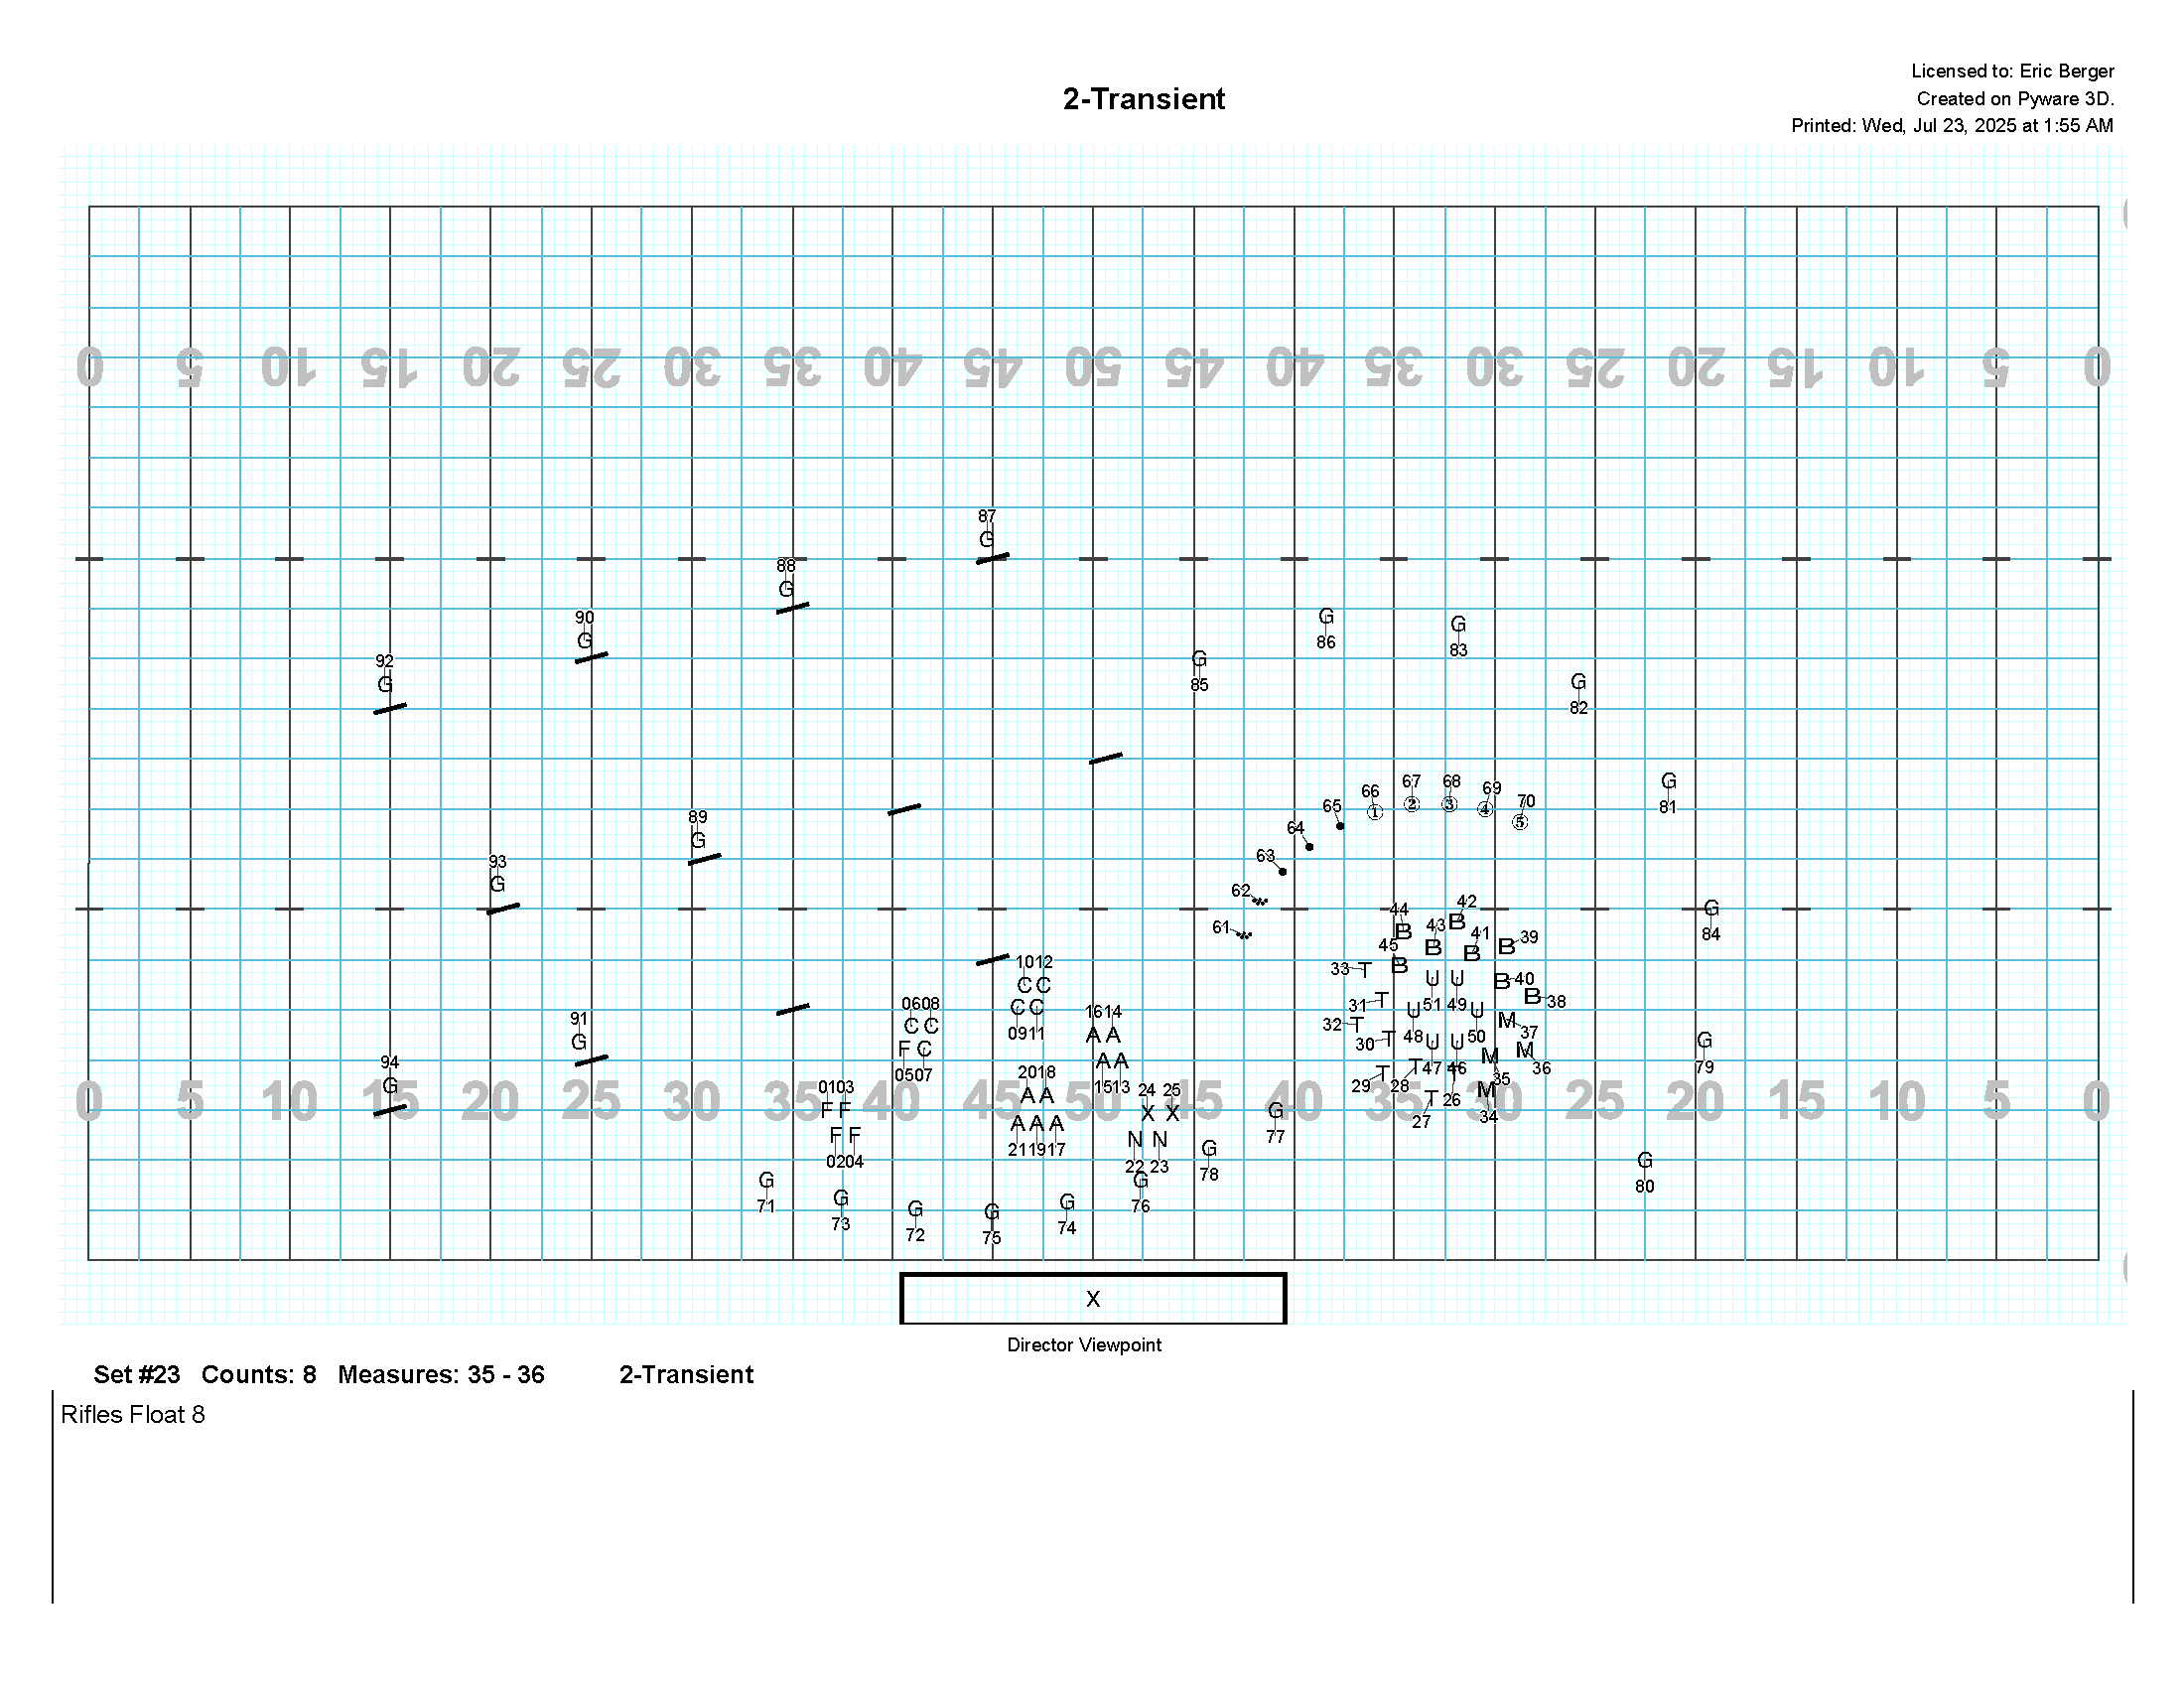 Licensed to: Eric Berger
2-Transient
Created on Pyware 3D.
Printed: Wed, Jul 23, 2025 at 1:55 AM
0 5 10 15 20 25 30 35 40 45 50 45 40 35 30 25 20 15 10 5 0
87
G
88
G
90
G
G
86
G
83
92
G
G
85
G
82
G
81
66 67 68 69 70
① ② ③ ④ ⑤
65
64
89
G
63
93
G
62
61
44 43 42 41 39
B B B B B
45
B
40
B
38
B
G
84
33 T
31 T
32 T
30 T
29 T
28 T
27 T
26 T
U U
51 49
U U
48 50
U U
47 46
M 37
M 36
M 35
M 34
1012
C C
C C
0911
0608
C C
F C
0507
1614
A A
A A
1513
91
G
G
79
94
G
2018
A A
A A A
211917
24 25
X X
N N
22 23
0103
F F
F F
0204
0 5 10 15 20 25 30 35 40 45 50 45 40 35 30 25 20 15 10 5 0
G
77
G
78
G
80
G
71
G
73
G
72
G
75
G
74
G
76
X
Director Viewpoint
Set #23 Counts: 8 Measures: 35 - 36 2-Transient
Rifles Float 8